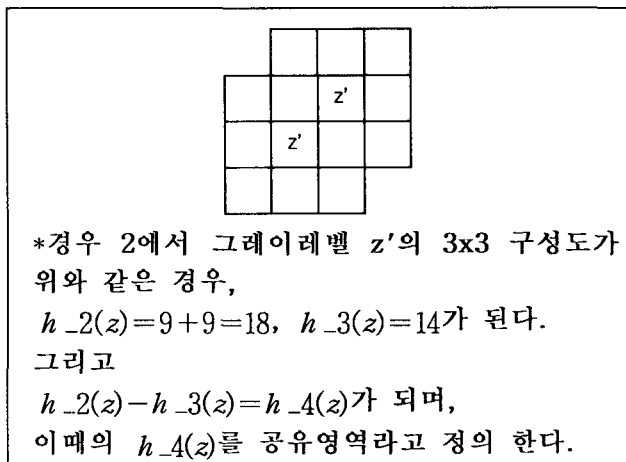 z'
z'
*경우 2에서 그레이레벨 z'의 3x3 구성도가
위와 같은 경우,
h_2(z)=9+9=18, h_3(z)=14가 된다.
그리고
h_2(z)-h_3(z)=h_4(z)가 되며,
이때의 h_4(z)를 공유영역라고 정의 한다.